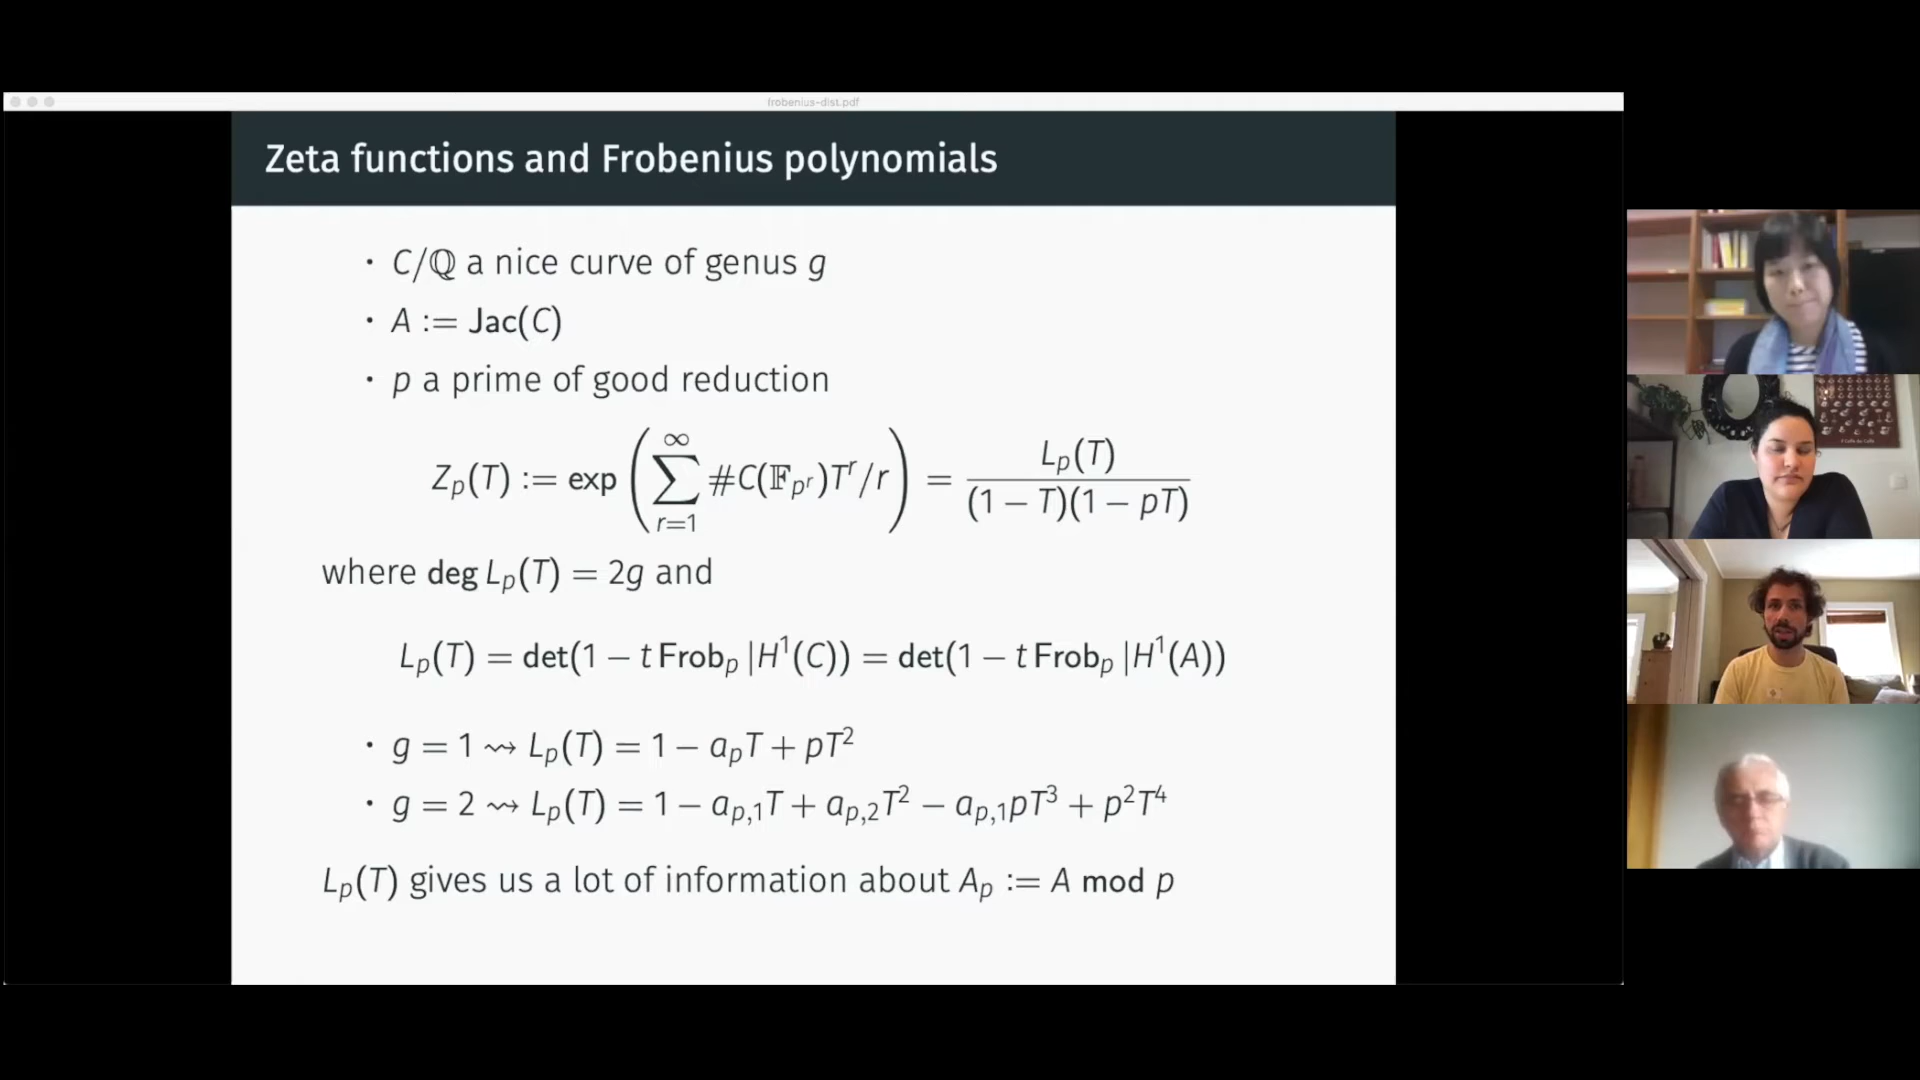 frobenius-dist.pdf
Zeta functions and Frobenius polynomials
· C/ℚ a nice curve of genus g
· A := Jac(C)
· p a prime of good reduction
Z_p(T) := exp(∑_{r=1}^{∞} #C(𝔽_{p^r})T^r/r) = L_p(T)/((1 − T)(1 − pT))
where deg L_p(T) = 2g and
L_p(T) = det(1 − t Frob_p |H^1(C)) = det(1 − t Frob_p |H^1(A))
· g = 1 ⇝ L_p(T) = 1 − a_pT + pT^2
· g = 2 ⇝ L_p(T) = 1 − a_{p,1}T + a_{p,2}T^2 − a_{p,1}pT^3 + p^2T^4
L_p(T) gives us a lot of information about A_p := A mod p